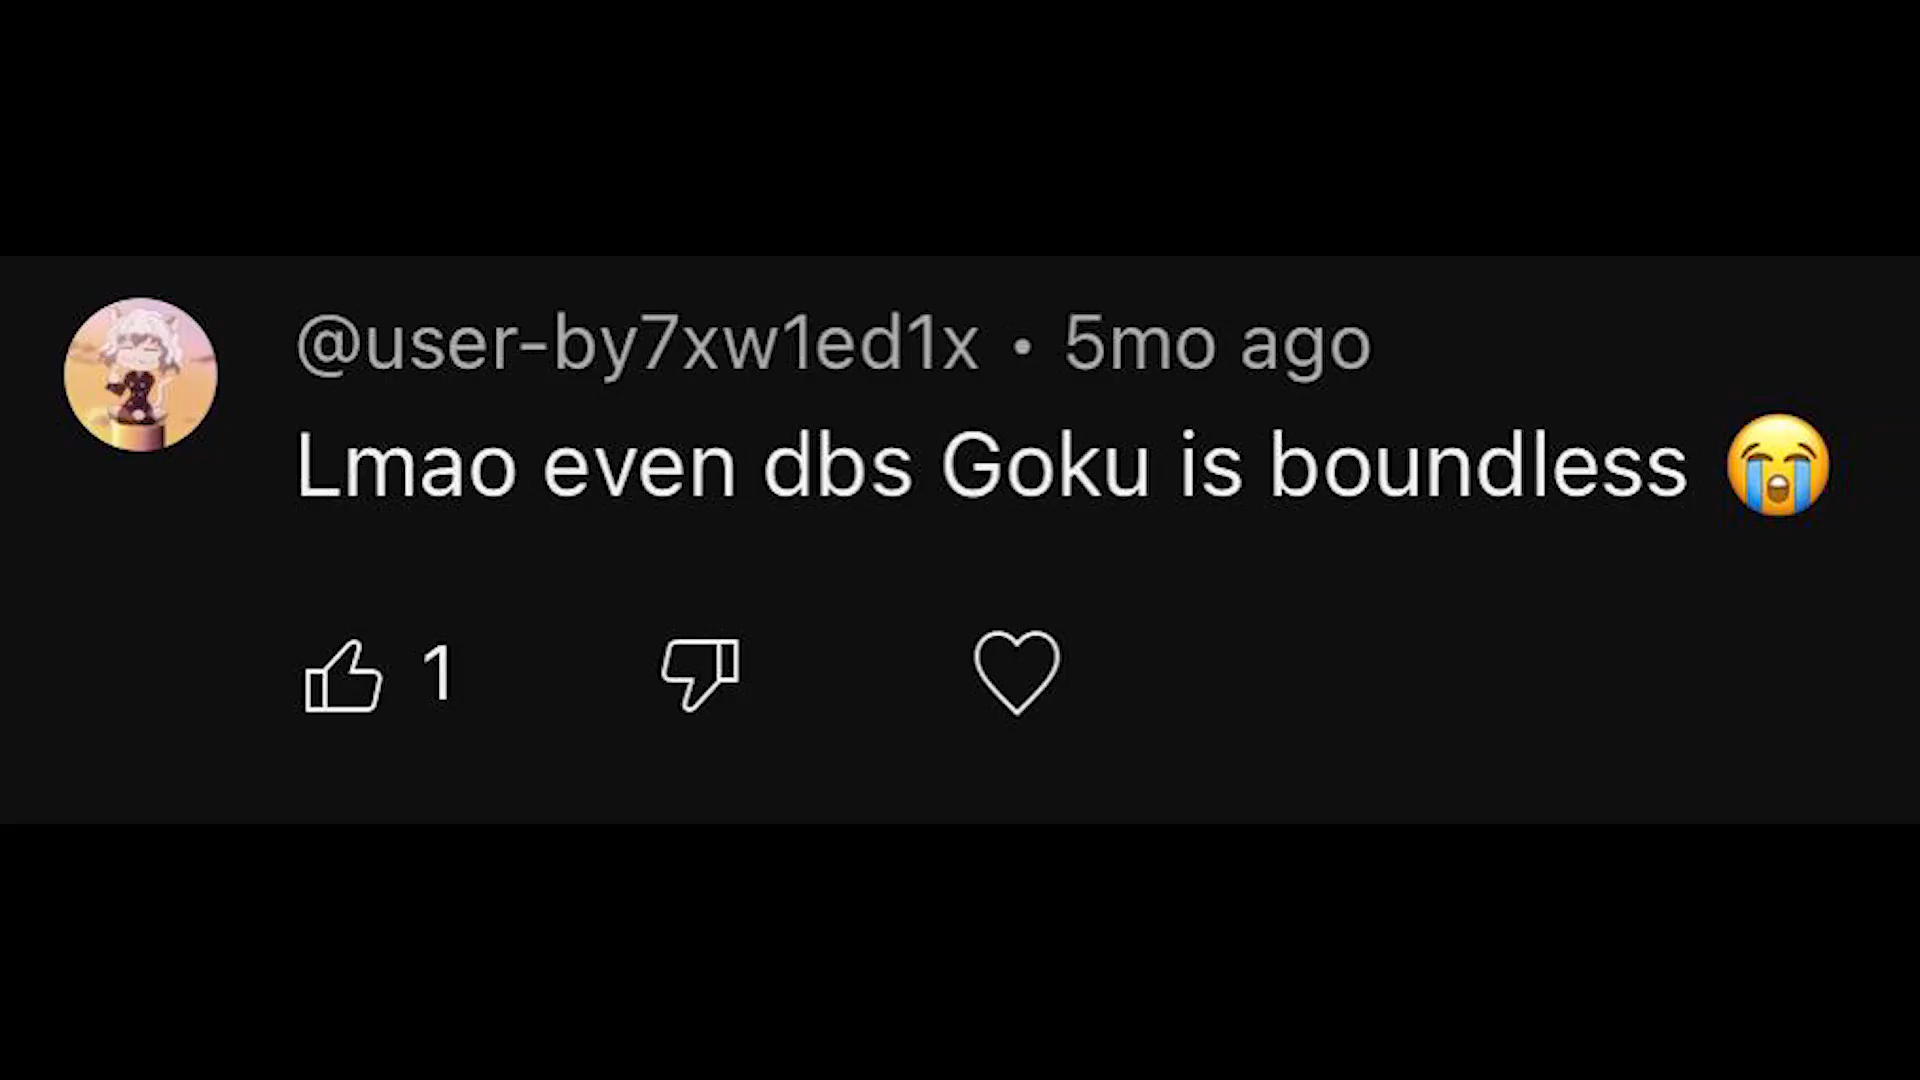 @user-by7xw1ed1x • 5mo ago
Lmao even dbs Goku is boundless 😭
1